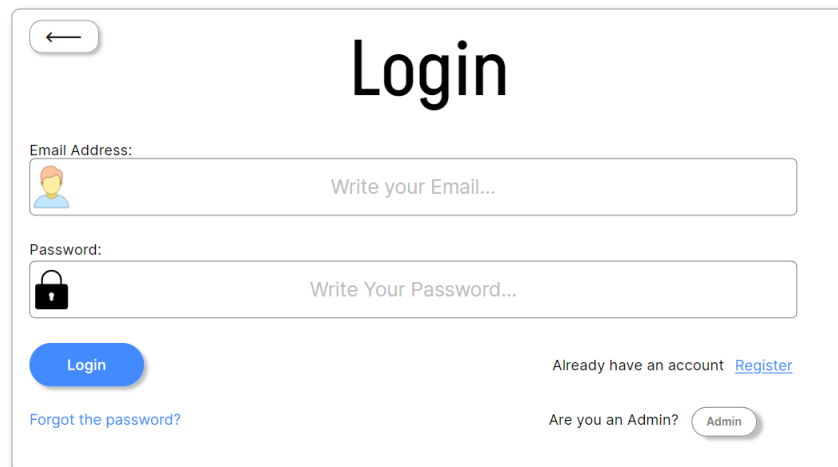 Login
Email Address:
Write your Email...
Password:
Write Your Password...
Login
Already have an account Register
Forgot the password?
Are you an Admin? Admin